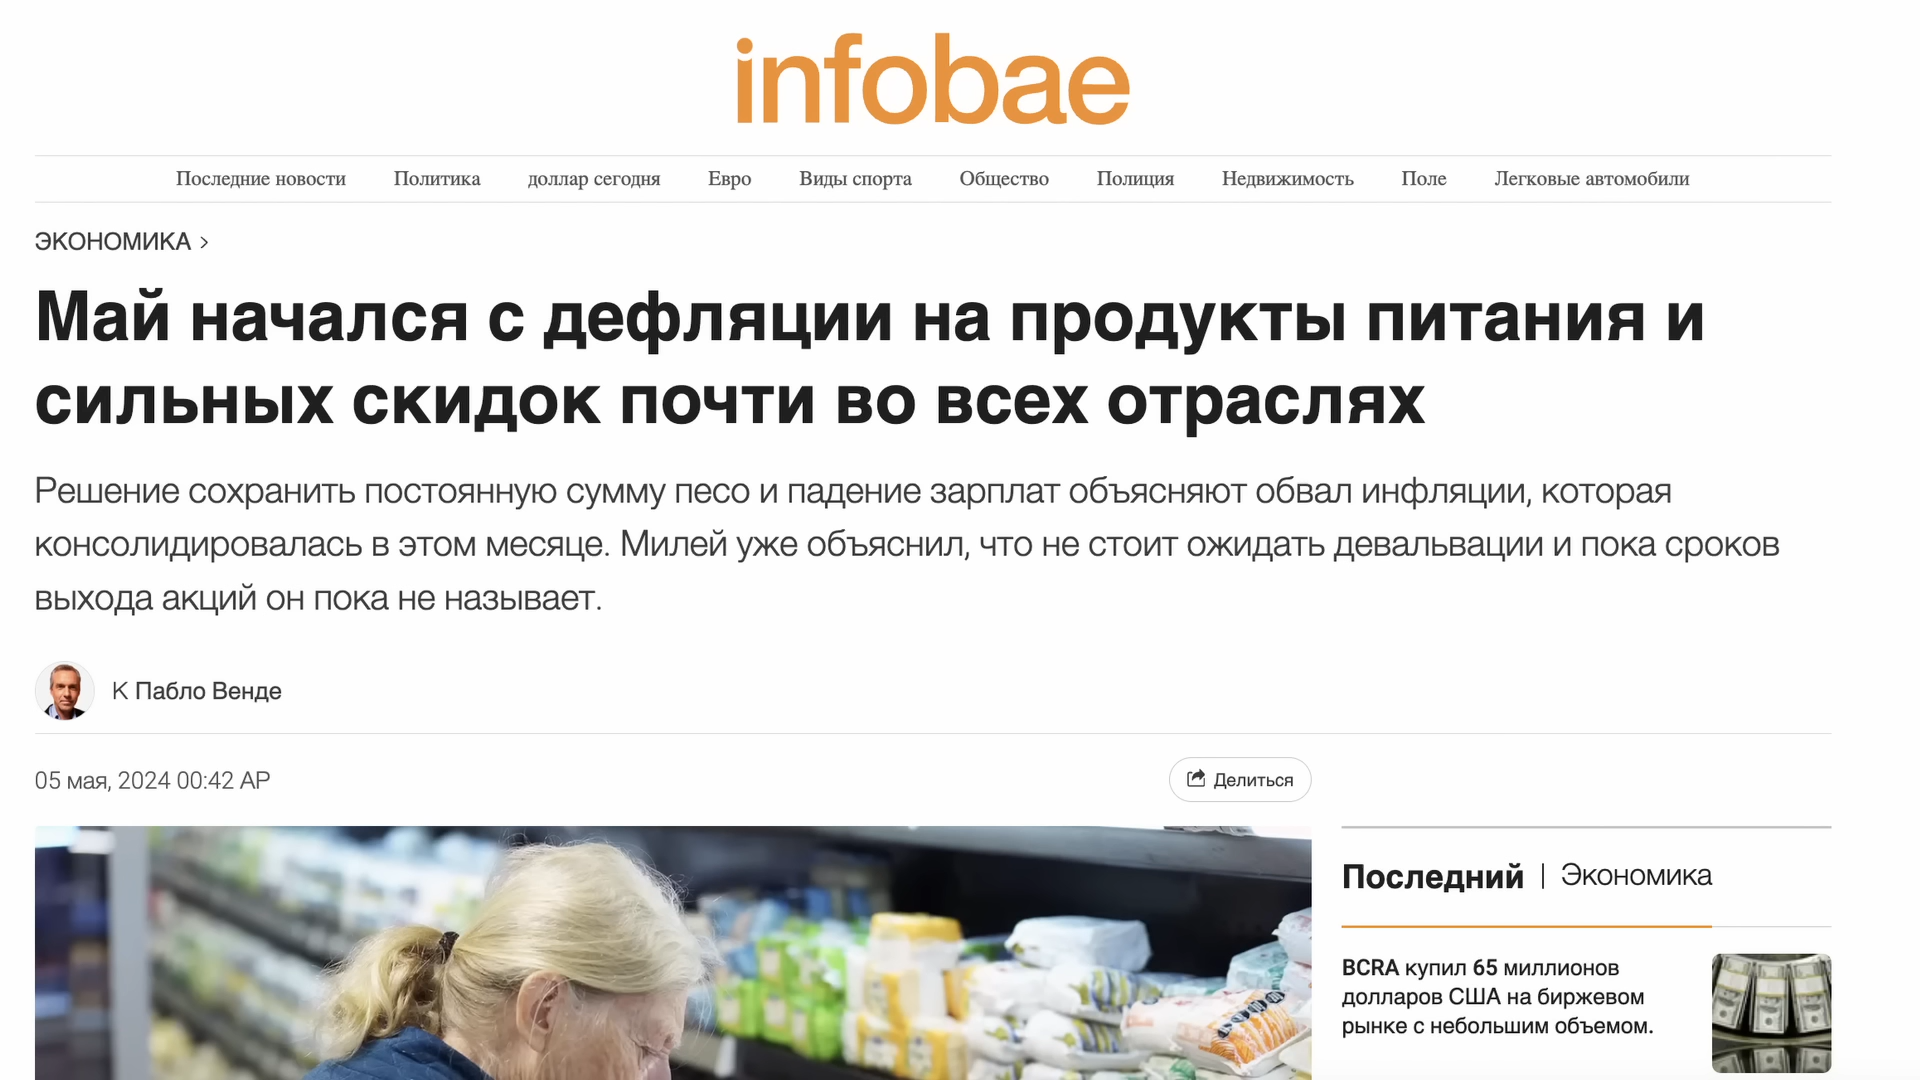 infobae
Последние новости Политика доллар сегодня Евро Виды спорта Общество Полиция Недвижимость Поле Легковые автомобили
ЭКОНОМИКА >
Май начался с дефляции на продукты питания и
сильных скидок почти во всех отраслях
Решение сохранить постоянную сумму песо и падение зарплат объясняют обвал инфляции, которая
консолидировалась в этом месяце. Милей уже объяснил, что не стоит ожидать девальвации и пока сроков
выхода акций он пока не называет.
К Пабло Венде
05 мая, 2024 00:42 АР
Делиться
Последний | Экономика
BCRA купил 65 миллионов
долларов США на биржевом
рынке с небольшим объемом.